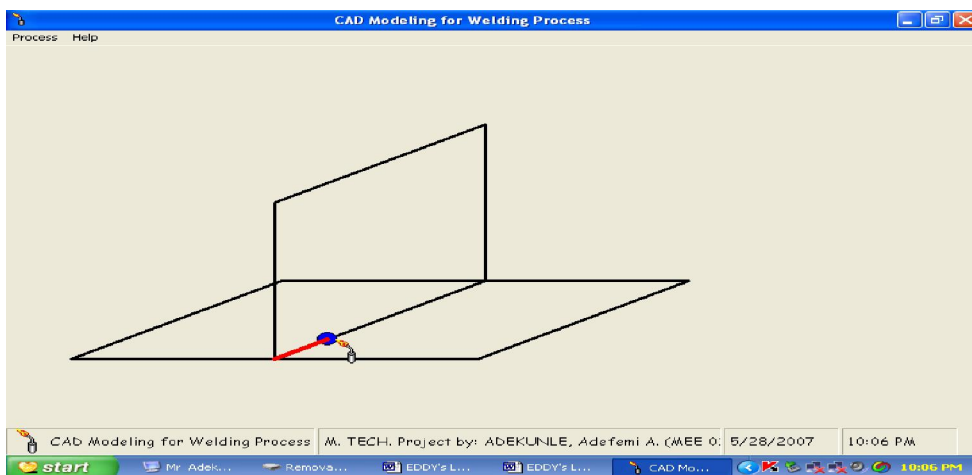 CAD Modeling for Welding Process
Process Help
CAD Modeling for Welding Process M. TECH. Project by: ADEKUNLE, Adefemi A. (MEE 0 5/28/2007 10:06 PM
start Mr Adek... Remova... EDDY's L... EDDY's L... CAD Mo... 10:06 PM